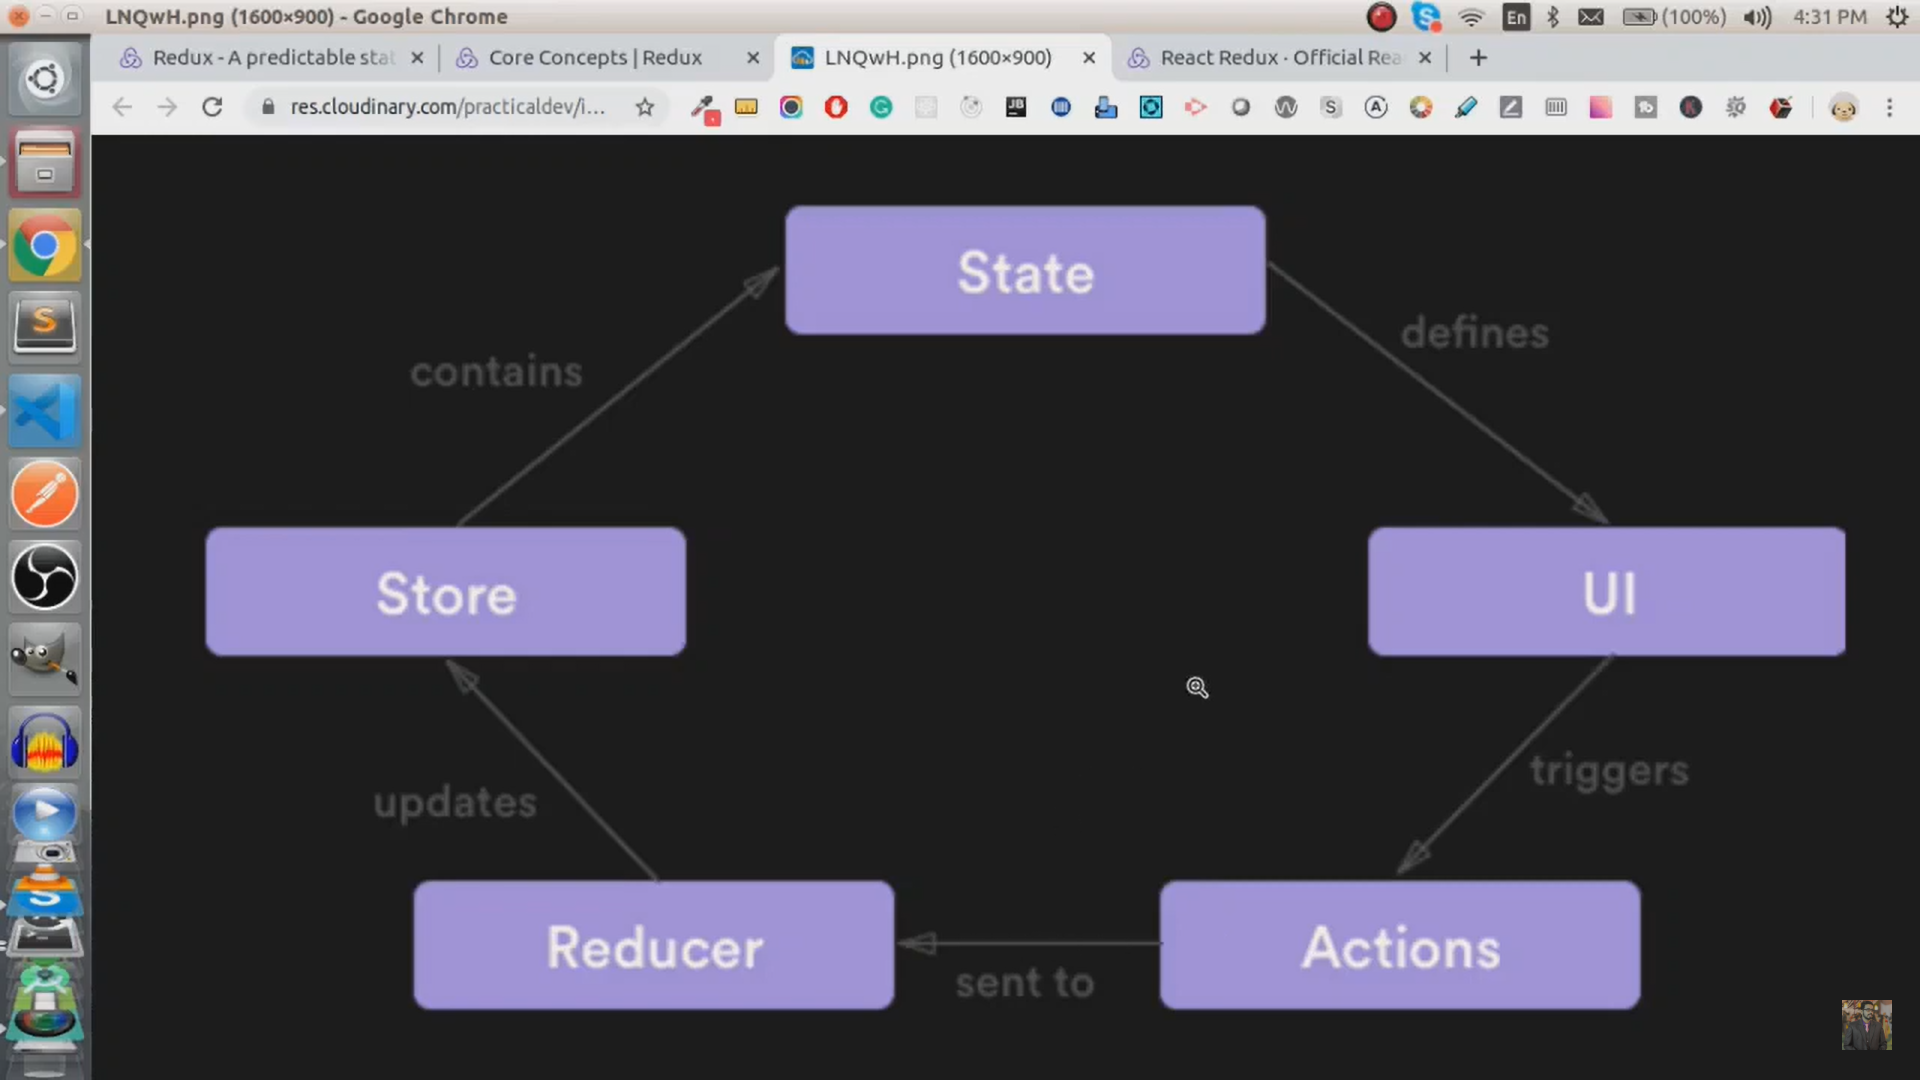 LNQwH.png (1600×900) - Google Chrome
En
(100%)
4:31 PM
Redux - A predictable stat
Core Concepts | Redux
LNQwH.png (1600×900)
React Redux · Official Rea
res.cloudinary.com/practicaldev/i...
State
contains
defines
Store
UI
updates
triggers
Reducer
sent to
Actions